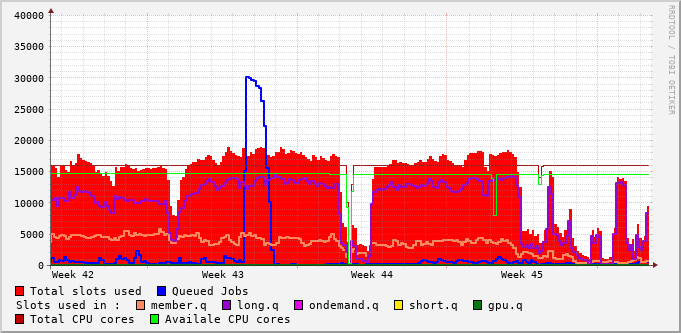 40000
35000
30000
25000
20000
15000
10000
5000
0
Week 42 Week 43 Week 44 Week 45
RRDTOOL / TOBI OETIKER
Total slots used Queued Jobs
Slots used in : member.q long.q ondemand.q short.q gpu.q
Total CPU cores Availale CPU cores